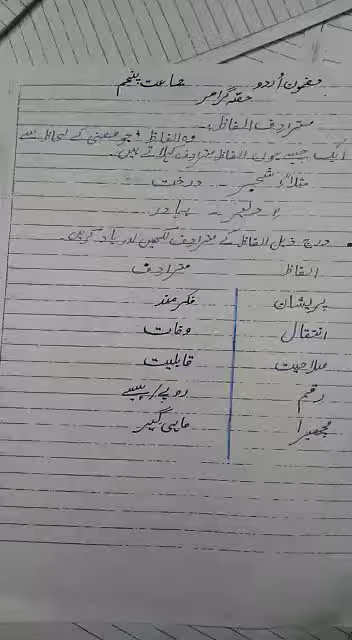 مضمون اُردو جماعت پنجم
حصّہ گرامر
مترادف الفاظ:
وہ الفاظ جو معنی کے لحاظ سے
ایک جیسے ہوں الفاظ مترادف کہلاتے ہیں۔
مثلاً: شجر - درخت
دلیر - بہادر
درج ذیل الفاظ کے مترادف لکھیں اور یاد کریں۔
الفاظ مترادف
پریشان فکرمند
انتقال وفات
صلاحیت قابلیت
رقم روپے/پیسے
مچھیرا ماہی گیر